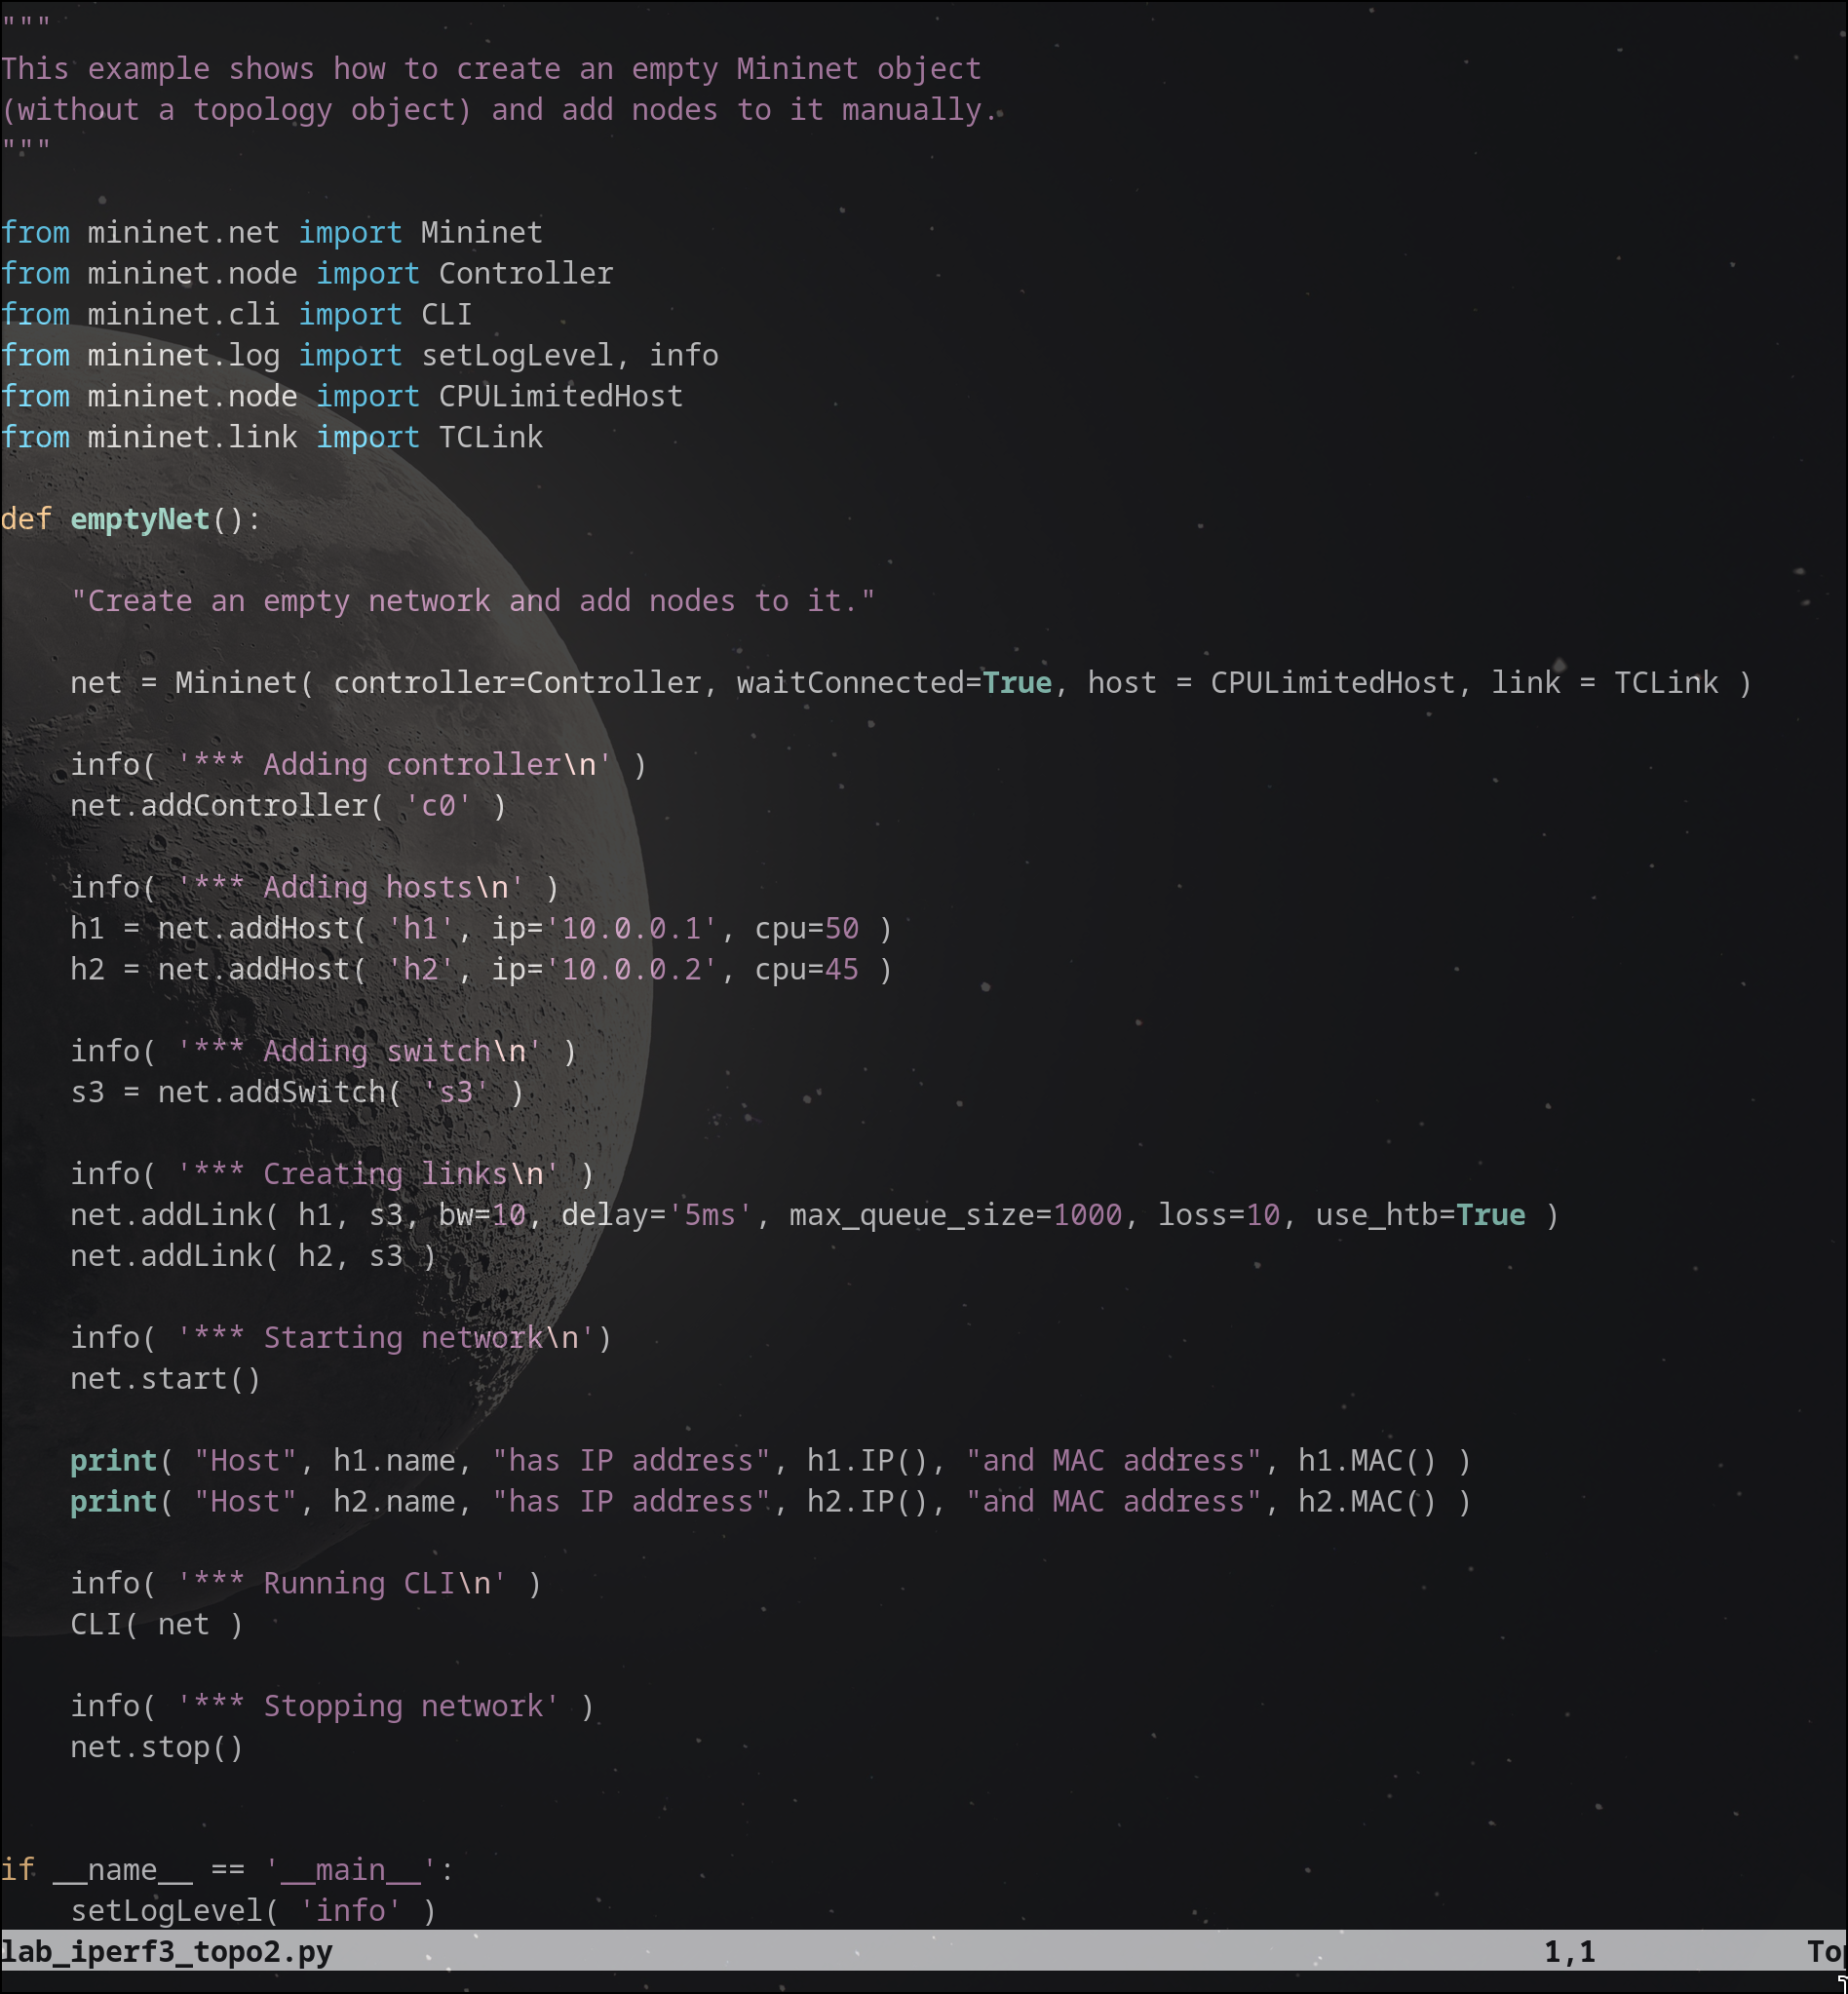 """
This example shows how to create an empty Mininet object
(without a topology object) and add nodes to it manually.
"""
from mininet.net import Mininet
from mininet.node import Controller
from mininet.cli import CLI
from mininet.log import setLogLevel, info
from mininet.node import CPULimitedHost
from mininet.link import TCLink
def emptyNet():
    "Create an empty network and add nodes to it."
    net = Mininet( controller=Controller, waitConnected=True, host = CPULimitedHost, link = TCLink )
    info( '*** Adding controller\n' )
    net.addController( 'c0' )
    info( '*** Adding hosts\n' )
    h1 = net.addHost( 'h1', ip='10.0.0.1', cpu=50 )
    h2 = net.addHost( 'h2', ip='10.0.0.2', cpu=45 )
    info( '*** Adding switch\n' )
    s3 = net.addSwitch( 's3' )
    info( '*** Creating links\n' )
    net.addLink( h1, s3, bw=10, delay='5ms', max_queue_size=1000, loss=10, use_htb=True )
    net.addLink( h2, s3 )
    info( '*** Starting network\n')
    net.start()
    print( "Host", h1.name, "has IP address", h1.IP(), "and MAC address", h1.MAC() )
    print( "Host", h2.name, "has IP address", h2.IP(), "and MAC address", h2.MAC() )
    info( '*** Running CLI\n' )
    CLI( net )
    info( '*** Stopping network' )
    net.stop()
if __name__ == '__main__':
    setLogLevel( 'info' )
lab_iperf3_topo2.py 1,1